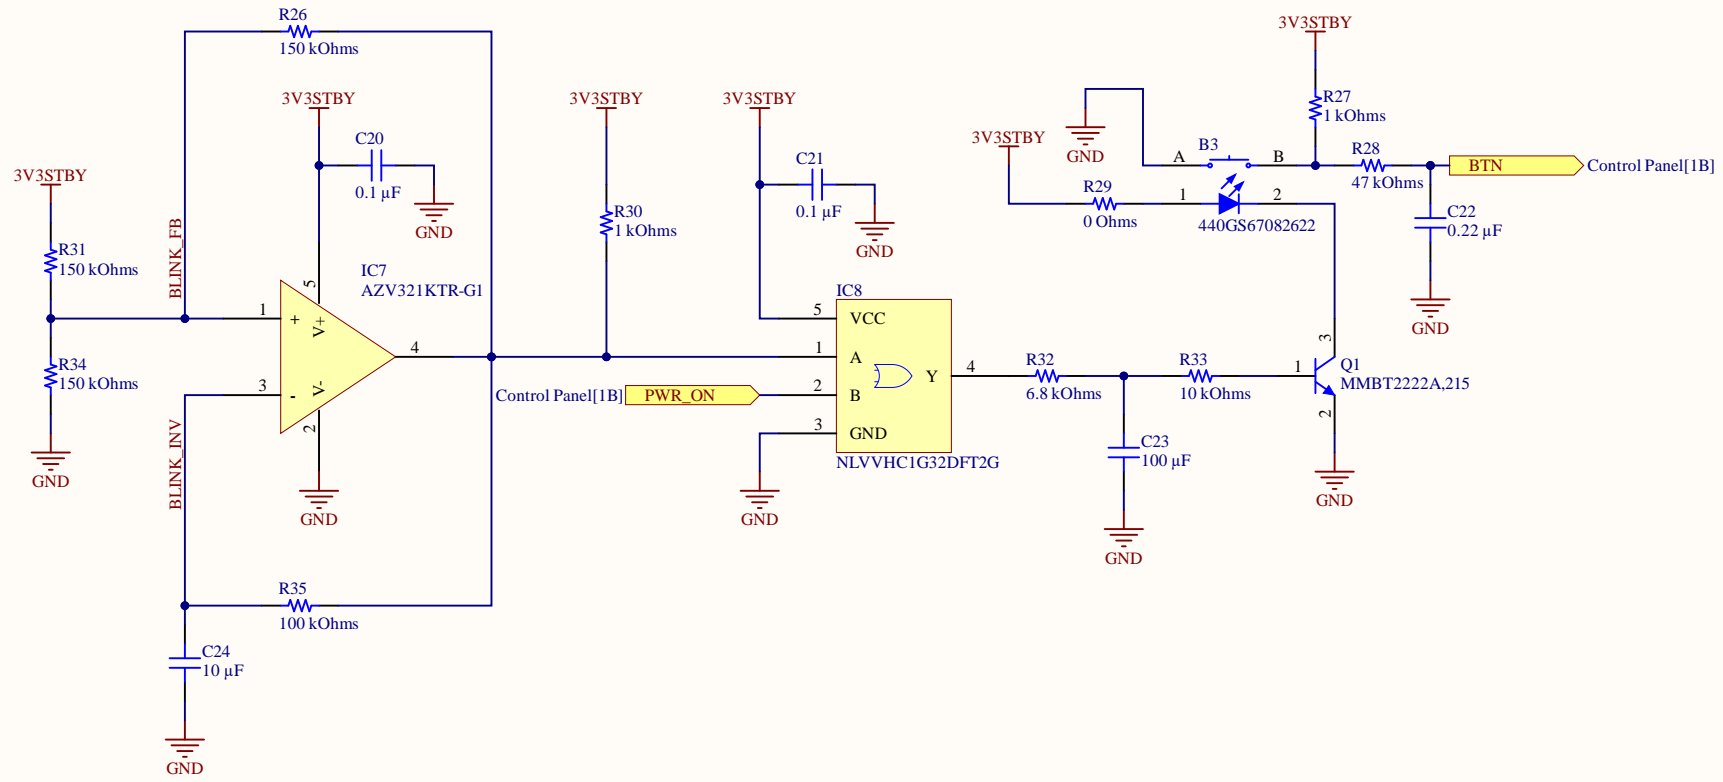 R26
150 kOhms
3V3STBY
C20
0.1 µF
GND
3V3STBY
R31
150 kOhms
BLINK_FB
R34
150 kOhms
GND
IC7
AZV321KTR-G1
5
1
+
V+
4
3
-
V-
2
GND
BLINK_INV
R35
100 kOhms
C24
10 µF
GND
3V3STBY
R30
1 kOhms
3V3STBY
C21
0.1 µF
GND
IC8
5
VCC
1
A
Control Panel[1B]
PWR_ON
2
B
Y
4
3
GND
NLVVHC1G32DFT2G
GND
R32
6.8 kOhms
R33
10 kOhms
C23
100 µF
GND
3V3STBY
GND
R29
0 Ohms
B3
A
B
1
2
440GS67082622
3V3STBY
R27
1 kOhms
R28
47 kOhms
BTN
Control Panel[1B]
C22
0.22 µF
GND
3
1
Q1
MMBT2222A,215
2
GND